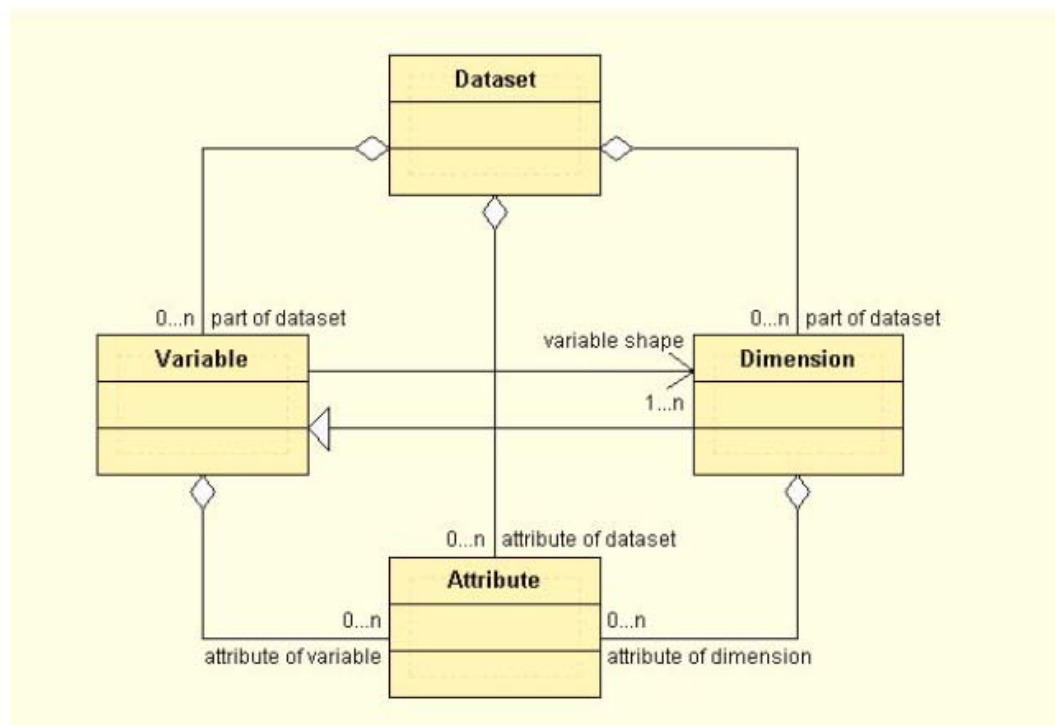 Dataset
0...n part of dataset
0...n part of dataset
variable shape
Variable
Dimension
1...n
0...n attribute of dataset
Attribute
0...n
0...n
attribute of variable
attribute of dimension